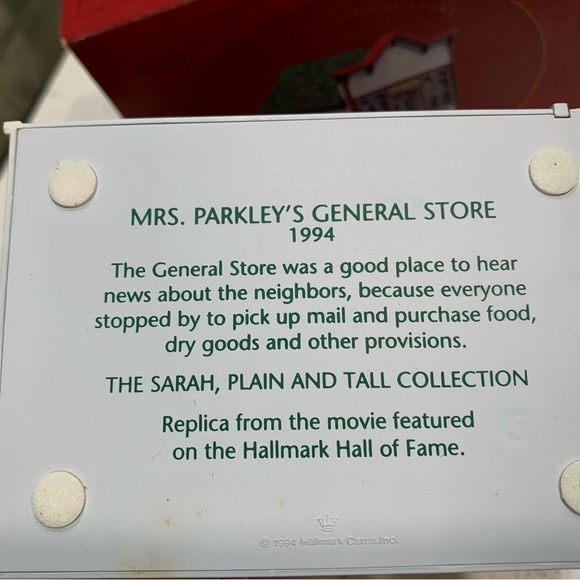 GENERAL STORE
MRS. PARKLEY'S GENERAL STORE
1994
The General Store was a good place to hear
news about the neighbors, because everyone
stopped by to pick up mail and purchase food,
dry goods and other provisions.
THE SARAH, PLAIN AND TALL COLLECTION
Replica from the movie featured
on the Hallmark Hall of Fame.
© 1994 Hallmark Cards,Inc.